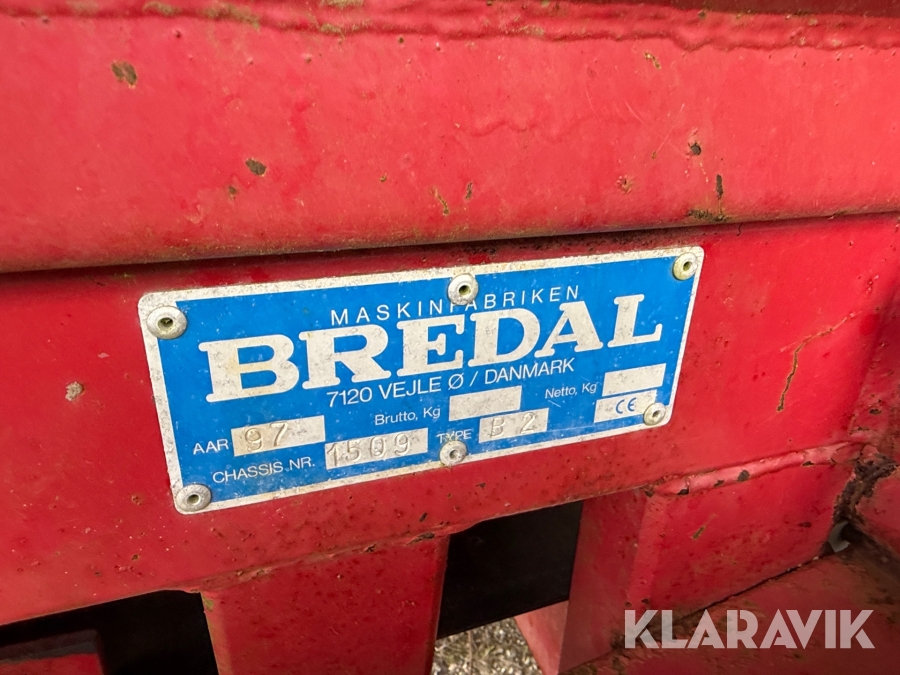 MASKINFABRIKEN
BREDAL
7120 VEJLE Ø / DANMARK
Brutto, Kg
Netto, Kg
AAR 97
CHASSIS NR. 1509 TYPE B 2
CE
KLARAVIK